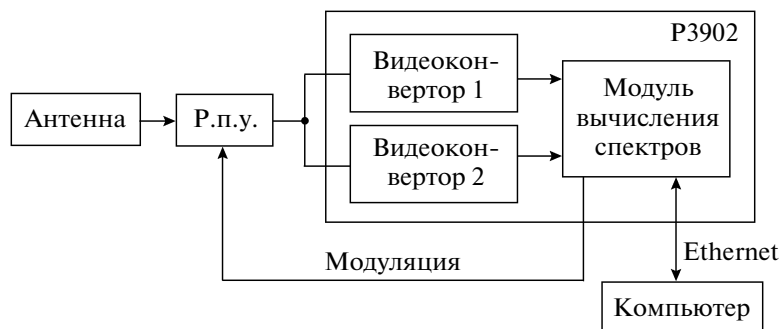 P3902
Видеокон-
вертор 1
Модуль
вычисления
спектров
Антенна
Р.п.у.
Видеокон-
вертор 2
Модуляция
Ethernet
Компьютер